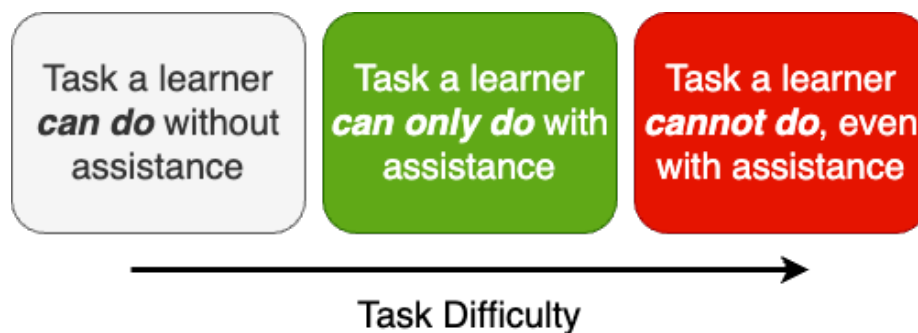 Task a learner
can do without
assistance
Task a learner
can only do with
assistance
Task a learner
cannot do, even
with assistance
Task Difficulty